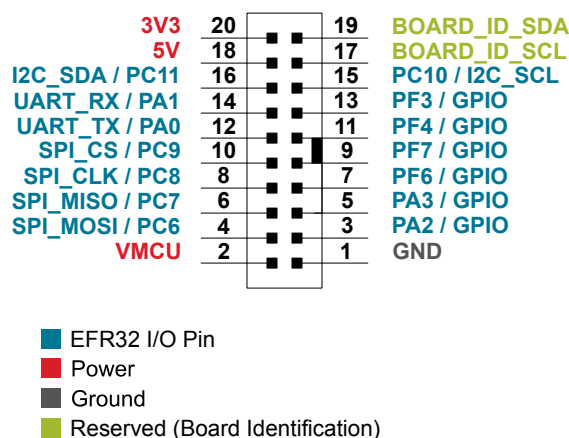 3V3 20 19 BOARD_ID_SDA
5V 18 17 BOARD_ID_SCL
I2C_SDA / PC11 16 15 PC10 / I2C_SCL
UART_RX / PA1 14 13 PF3 / GPIO
UART_TX / PA0 12 11 PF4 / GPIO
SPI_CS / PC9 10 9 PF7 / GPIO
SPI_CLK / PC8 8 7 PF6 / GPIO
SPI_MISO / PC7 6 5 PA3 / GPIO
SPI_MOSI / PC6 4 3 PA2 / GPIO
VMCU 2 1 GND
EFR32 I/O Pin
Power
Ground
Reserved (Board Identification)